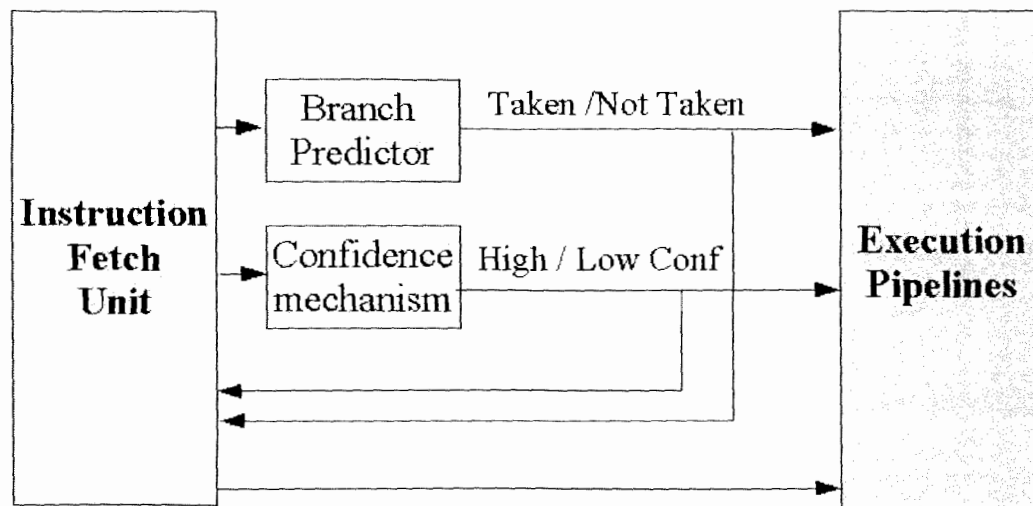 Instruction
Fetch
Unit
Branch
Predictor
Taken /Not Taken
Confidence
mechanism
High / Low Conf
Execution
Pipelines